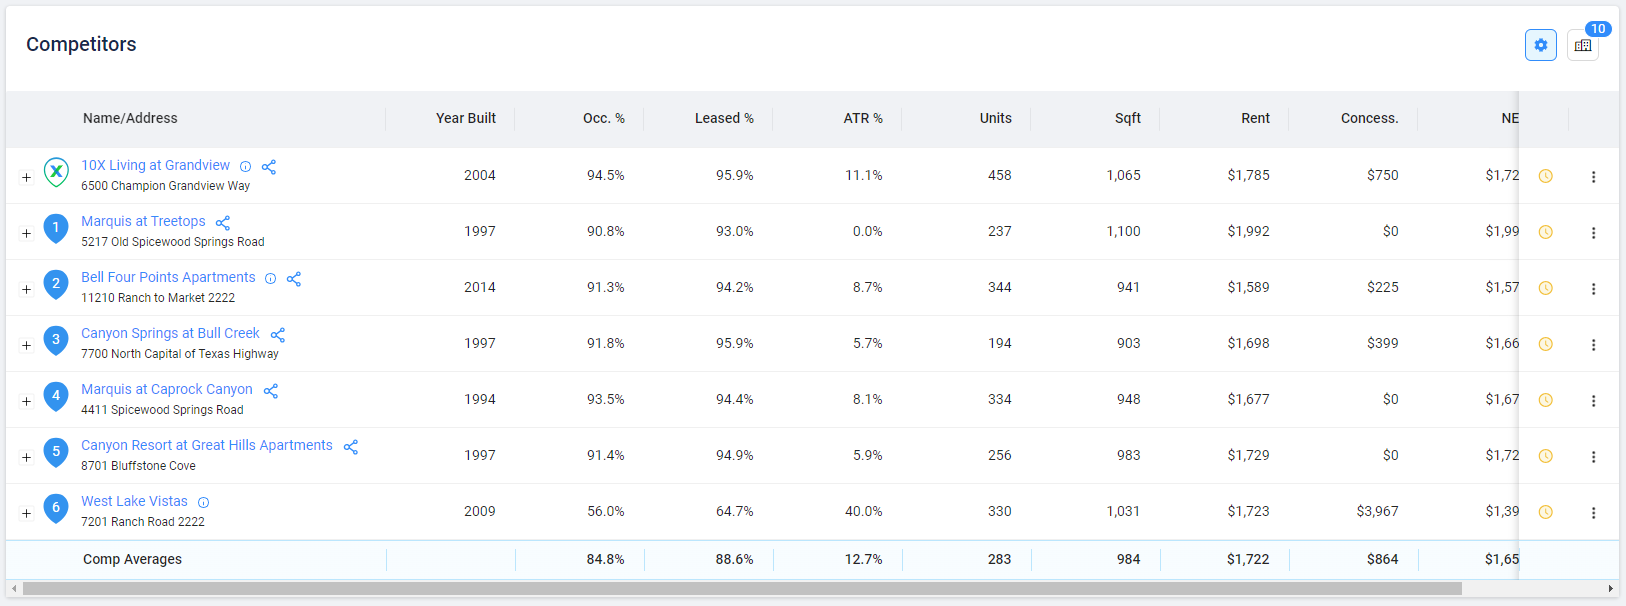 Competitors
10
Name/Address Year Built Occ. % Leased % ATR % Units Sqft Rent Concess. NE
10X Living at Grandview 2004 94.5% 95.9% 11.1% 458 1,065 $1,785 $750 $1,72
6500 Champion Grandview Way
1 Marquis at Treetops 1997 90.8% 93.0% 0.0% 237 1,100 $1,992 $0 $1,99
5217 Old Spicewood Springs Road
2 Bell Four Points Apartments 2014 91.3% 94.2% 8.7% 344 941 $1,589 $225 $1,57
11210 Ranch to Market 2222
3 Canyon Springs at Bull Creek 1997 91.8% 95.9% 5.7% 194 903 $1,698 $399 $1,66
7700 North Capital of Texas Highway
4 Marquis at Caprock Canyon 1994 93.5% 94.4% 8.1% 334 948 $1,677 $0 $1,67
4411 Spicewood Springs Road
5 Canyon Resort at Great Hills Apartments 1997 91.4% 94.9% 5.9% 256 983 $1,729 $0 $1,72
8701 Bluffstone Cove
6 West Lake Vistas 2009 56.0% 64.7% 40.0% 330 1,031 $1,723 $3,967 $1,39
7201 Ranch Road 2222
Comp Averages 84.8% 88.6% 12.7% 283 984 $1,722 $864 $1,65